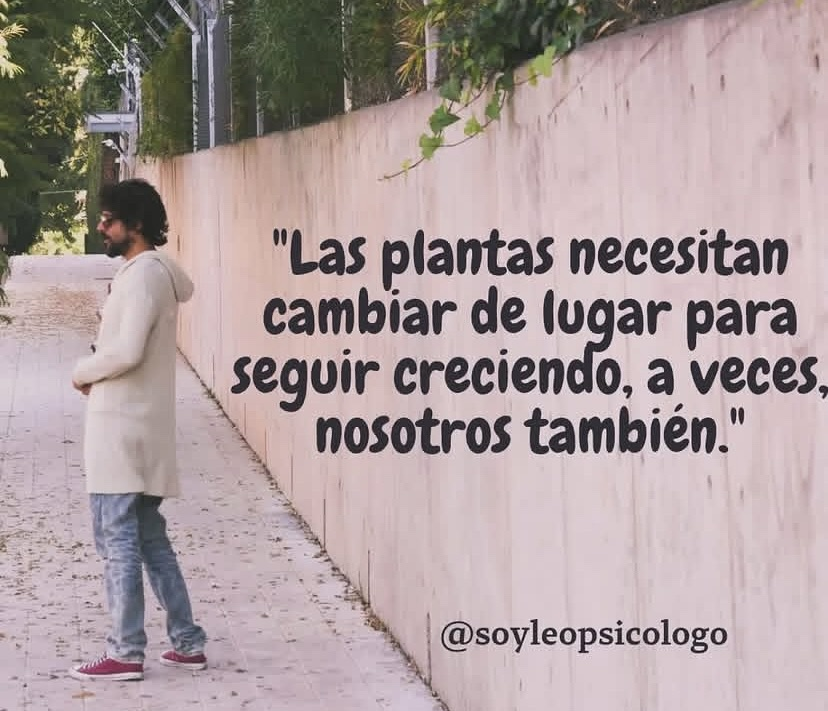 "Las plantas necesitan
cambiar de lugar para
seguir creciendo, a veces,
nosotros también."
@soyleopsicologo